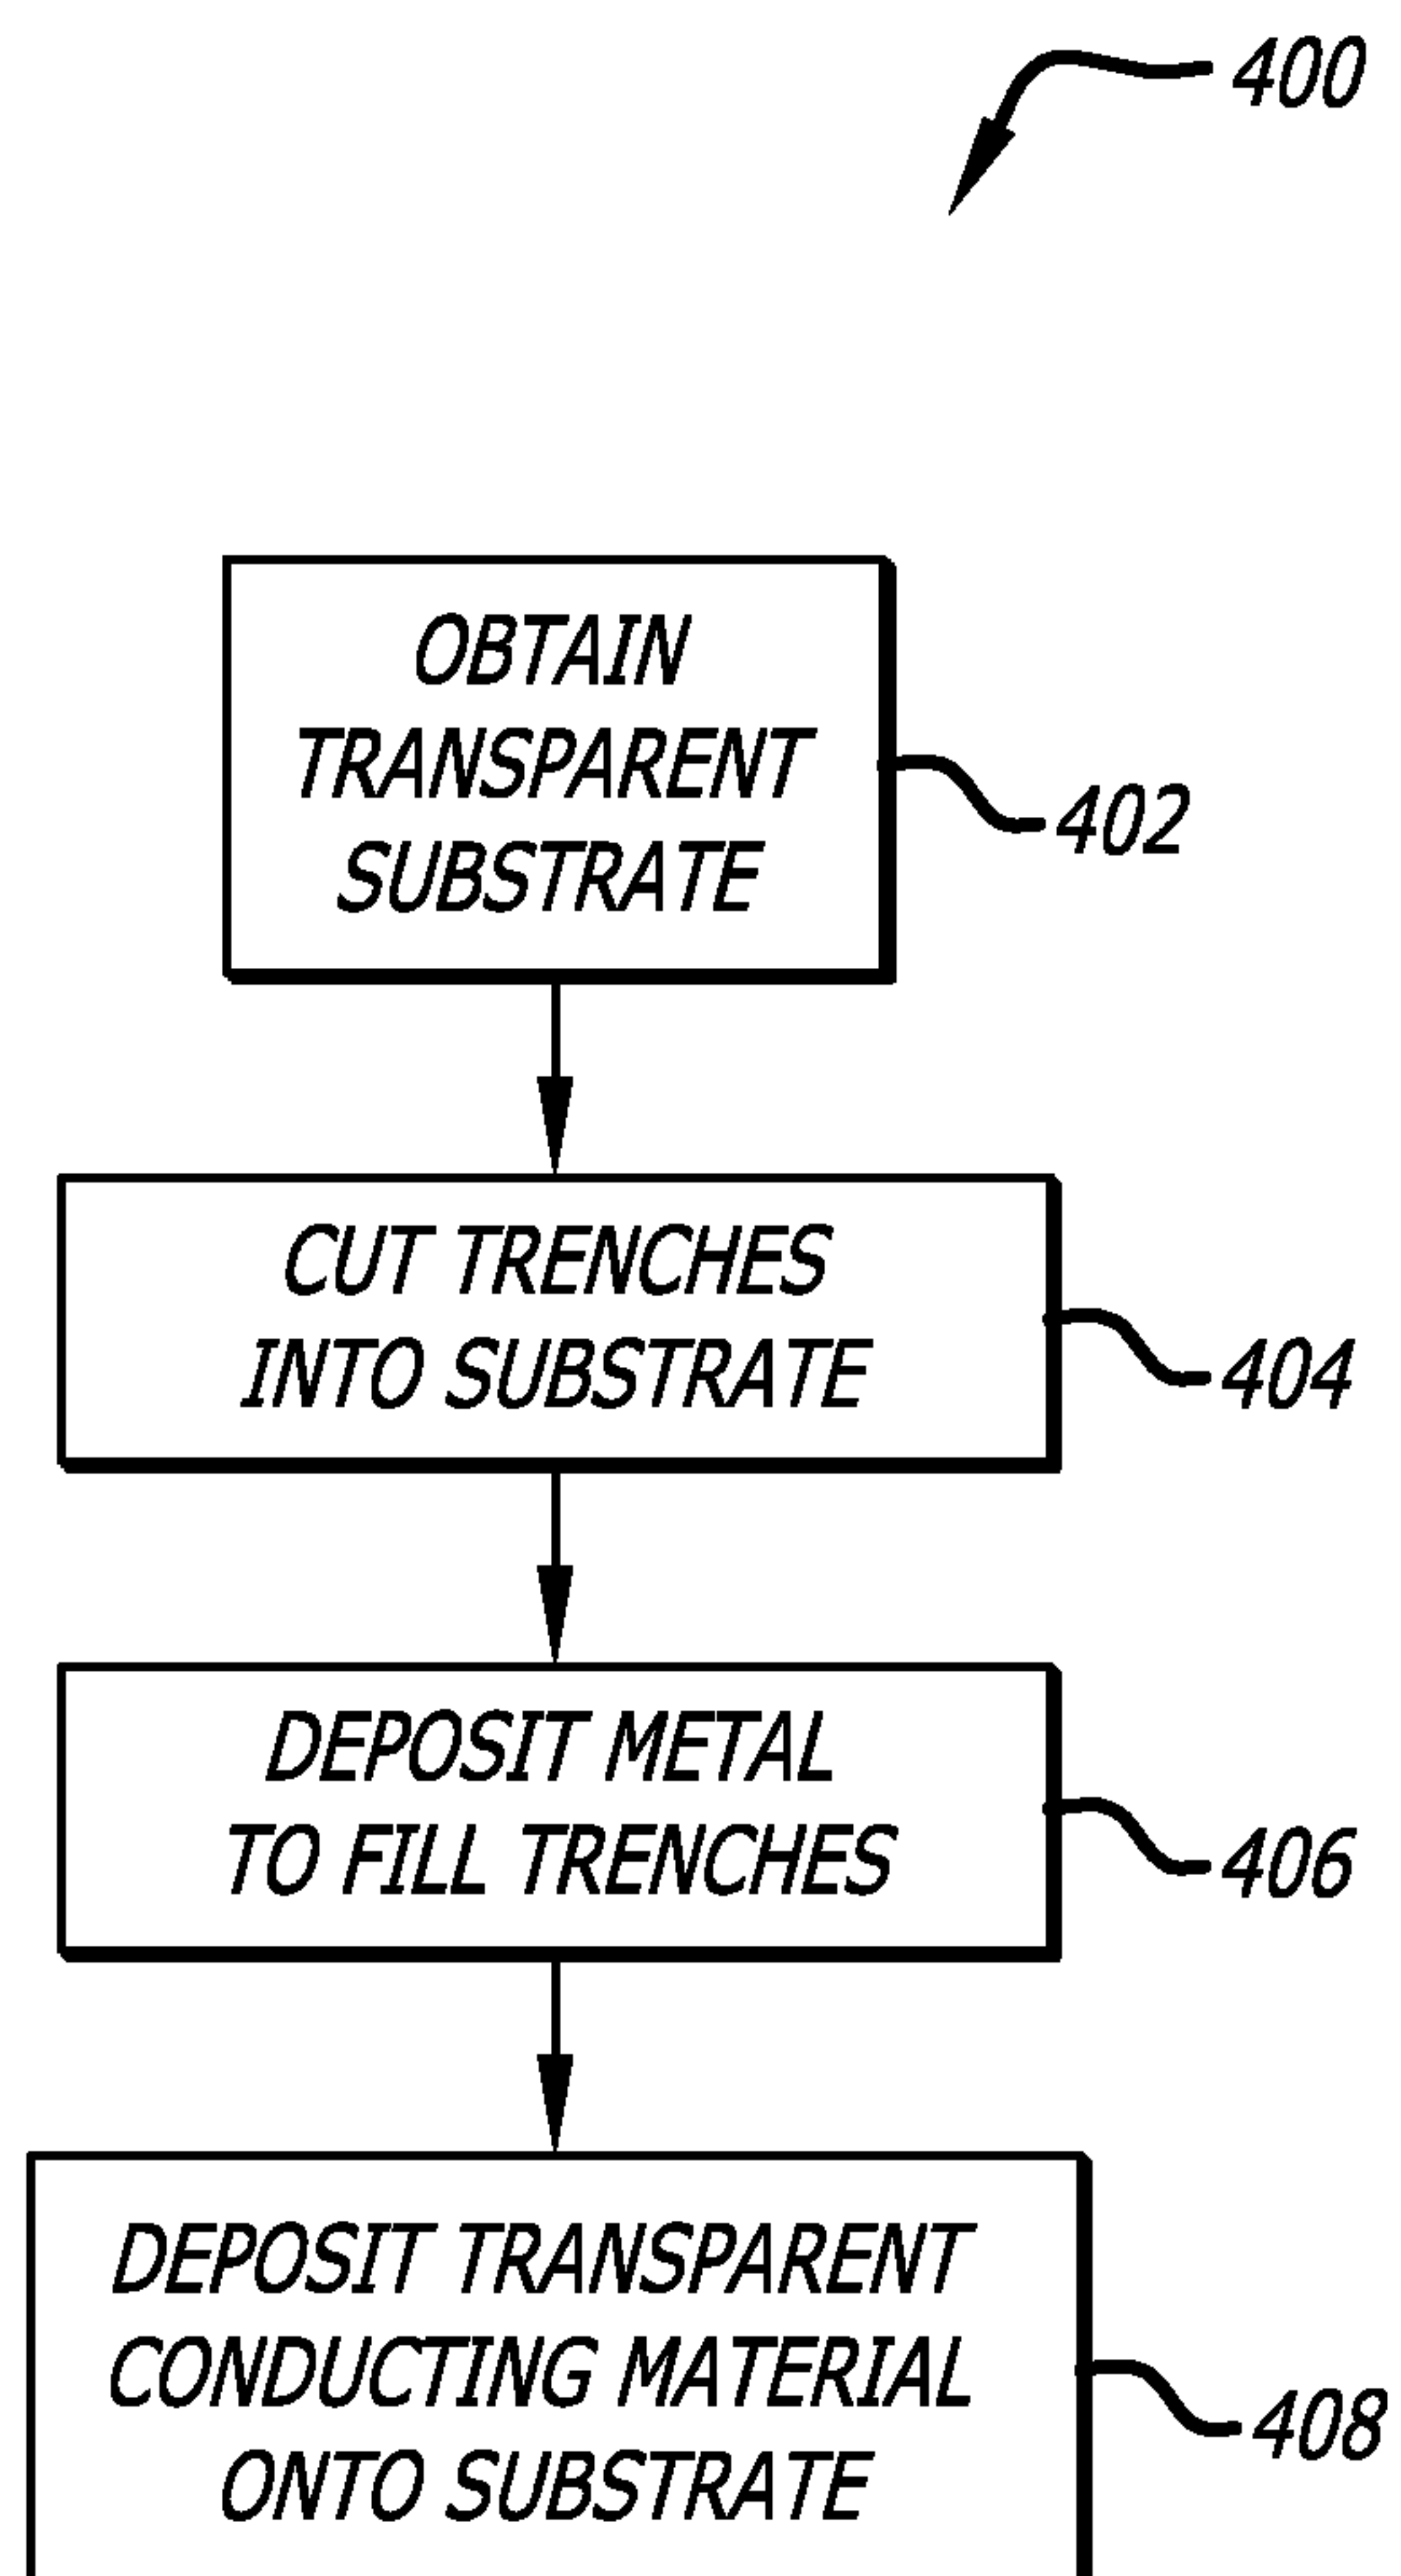 400
OBTAIN
TRANSPARENT
SUBSTRATE
402
CUT TRENCHES
INTO SUBSTRATE
404
DEPOSIT METAL
TO FILL TRENCHES
406
DEPOSIT TRANSPARENT
CONDUCTING MATERIAL
ONTO SUBSTRATE
408